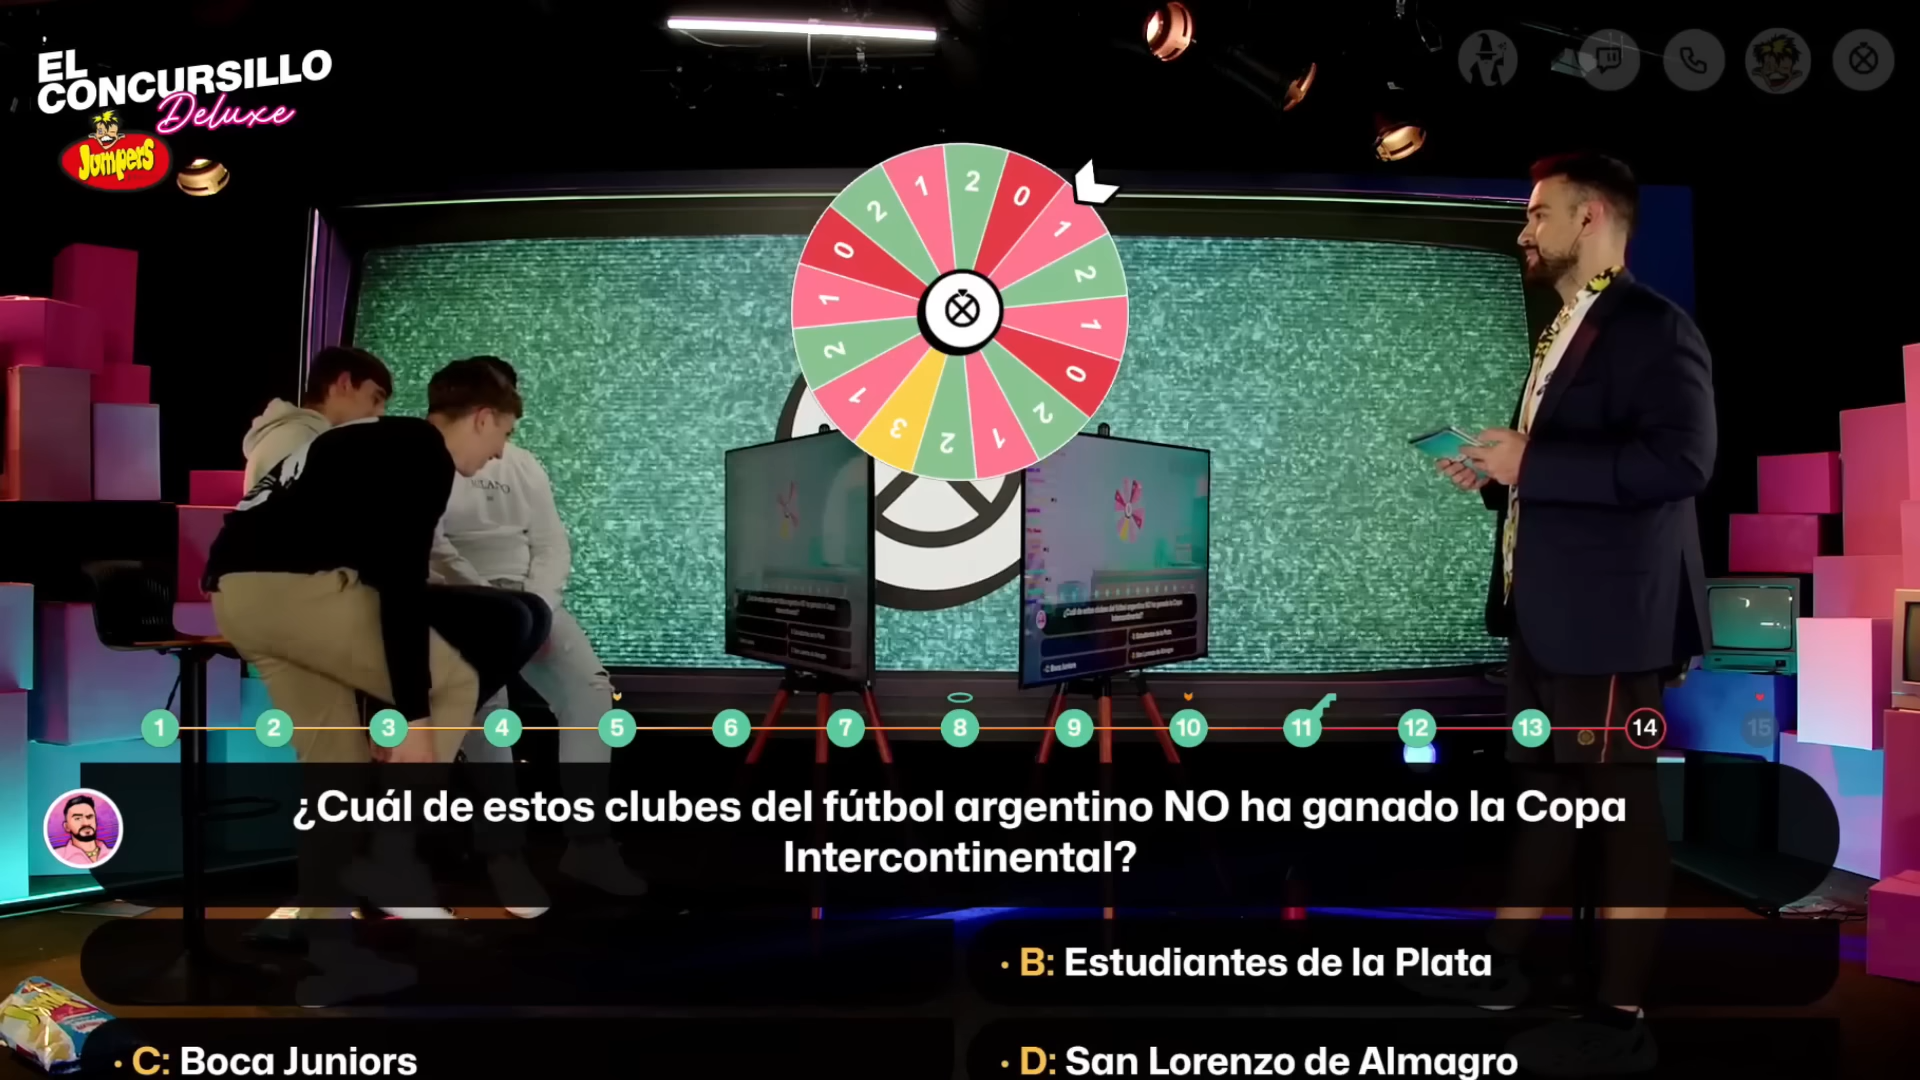 EL
CONCURSILLO
Deluxe
Jumpers
1 2 0 1 2 1 0 2 1 2 3 1 2 1 0 2
1 2 3 4 5 6 7 8 9 10 11 12 13 14 15
¿Cuál de estos clubes del fútbol argentino NO ha ganado la Copa
Intercontinental?
· B: Estudiantes de la Plata
· C: Boca Juniors
· D: San Lorenzo de Almagro